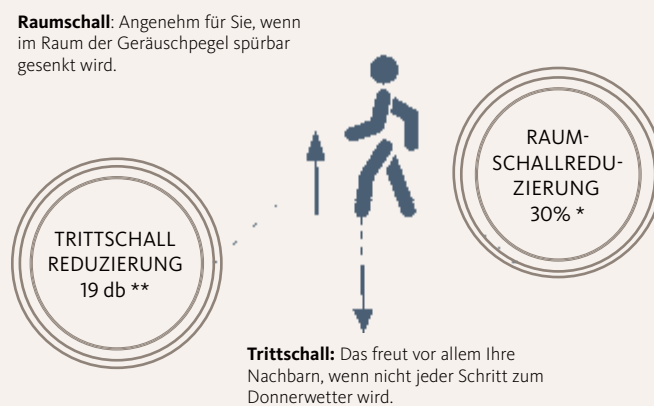 Raumschall: Angenehm für Sie, wenn
im Raum der Geräuschpegel spürbar
gesenkt wird.
RAUM-
SCHALLREDU-
ZIERUNG
30% *
TRITTSCHALL
REDUZIERUNG
19 db **
Trittschall: Das freut vor allem Ihre
Nachbarn, wenn nicht jeder Schritt zum
Donnerwetter wird.